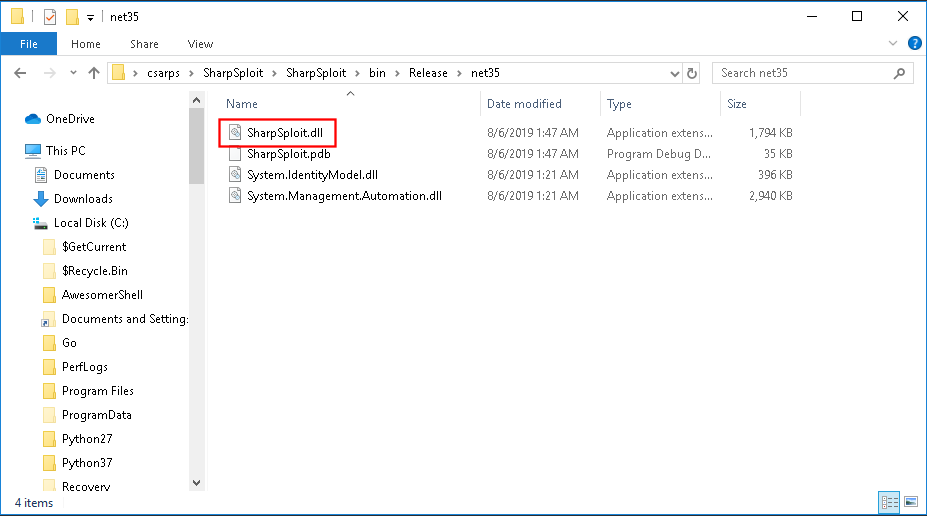 net35
File Home Share View
csarps SharpSploit SharpSploit bin Release net35 Search net35
Name Date modified Type Size
OneDrive
This PC
Documents
Downloads
Local Disk (C:)
$GetCurrent
$Recycle.Bin
AwesomerShell
Documents and Setting:
Go
PerfLogs
Program Files
ProgramData
Python27
Python37
Recovery
SharpSploit.dll 8/6/2019 1:47 AM Application extens... 1,794 KB
SharpSploit.pdb 8/6/2019 1:47 AM Program Debug D... 35 KB
System.IdentityModel.dll 8/6/2019 1:21 AM Application extens... 396 KB
System.Management.Automation.dll 8/6/2019 1:21 AM Application extens... 2,940 KB
4 items